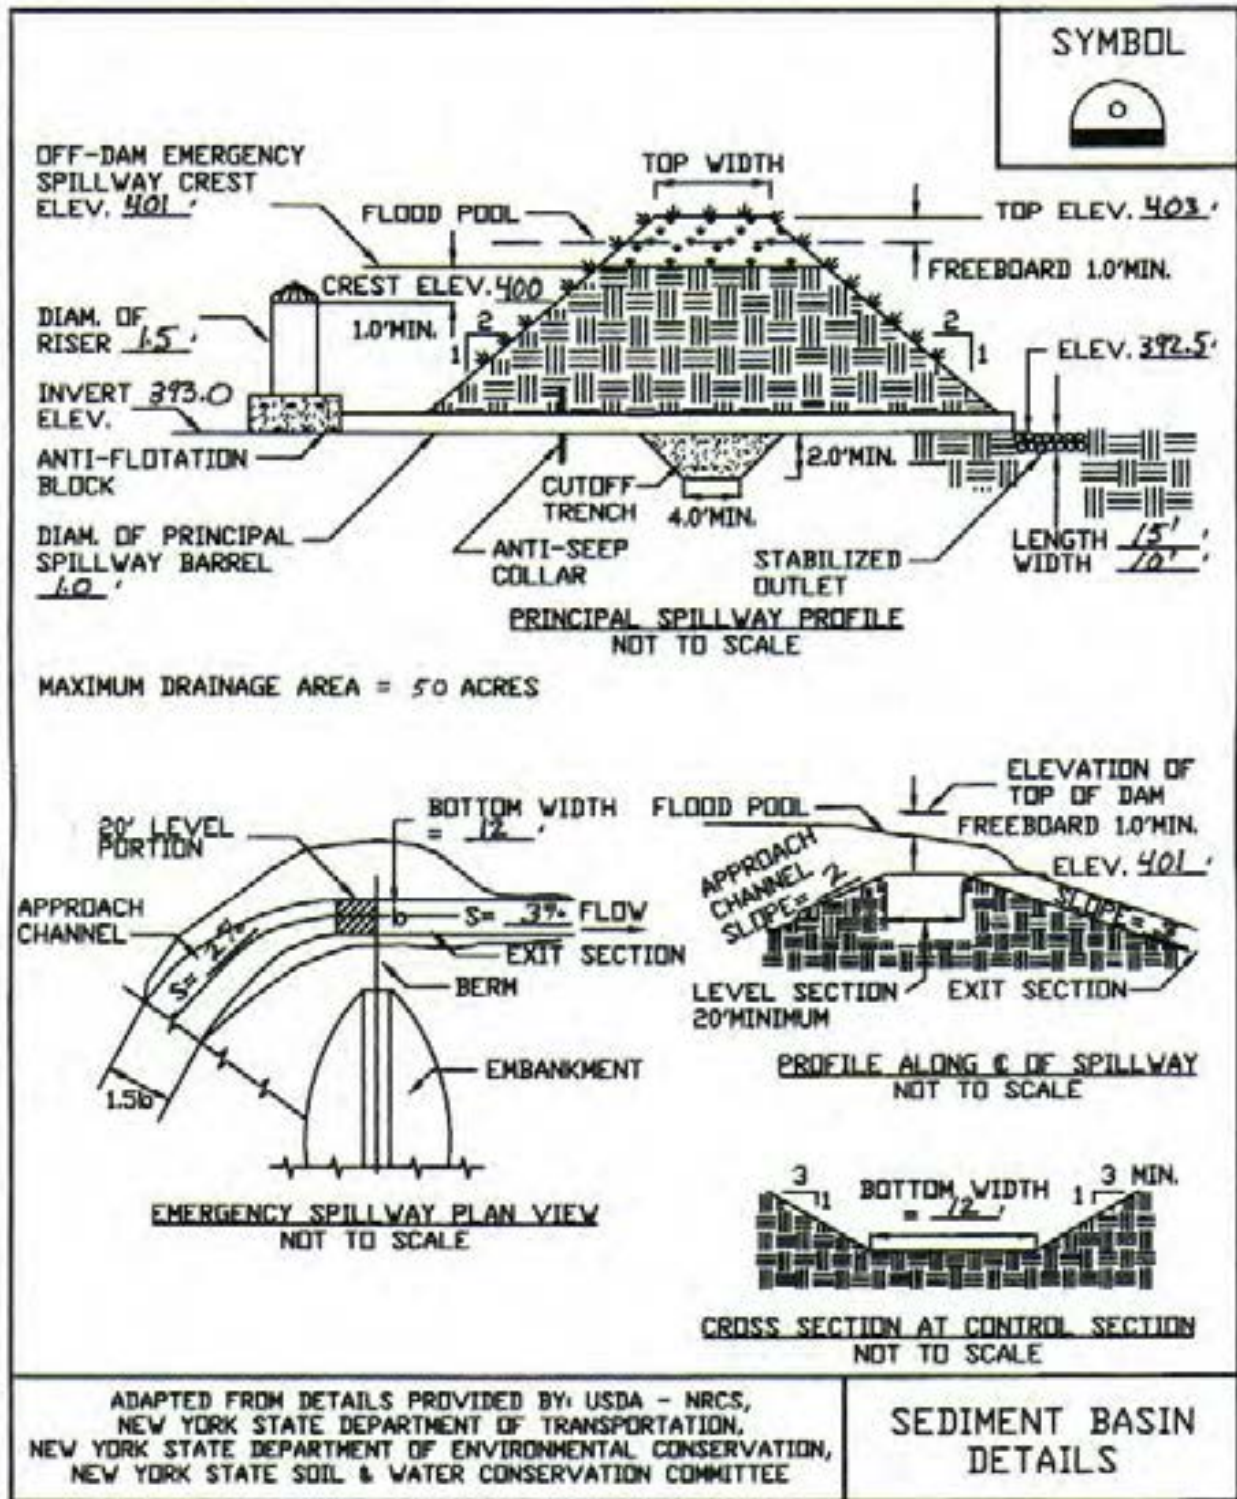 SYMBOL
OFF-DAM EMERGENCY
SPILLWAY CREST
ELEV. 401'
TOP WIDTH
FLOOD POOL
TOP ELEV. 403'
FREEBOARD 1.0'MIN.
CREST ELEV. 400
DIAM. OF
RISER 1.5'
1.0'MIN.
2
1
2
1
ELEV. 392.5'
INVERT 393.0
ELEV.
ANTI-FLOTATION
BLOCK
2.0'MIN.
CUTOFF
TRENCH
4.0'MIN.
DIAM. OF PRINCIPAL
SPILLWAY BARREL
1.0'
ANTI-SEEP
COLLAR
STABILIZED
OUTLET
LENGTH 15'
WIDTH 10'
PRINCIPAL SPILLWAY PROFILE
NOT TO SCALE
MAXIMUM DRAINAGE AREA = 50 ACRES
20' LEVEL
PORTION
BOTTOM WIDTH
= 12'
APPROACH
CHANNEL
S= 2%
b
S= 3%
FLOW
EXIT SECTION
BERM
EMBANKMENT
1.5b
EMERGENCY SPILLWAY PLAN VIEW
NOT TO SCALE
FLOOD POOL
ELEVATION OF
TOP OF DAM
FREEBOARD 1.0'MIN.
ELEV. 401'
APPROACH
CHANNEL
SLOPE= 2
SLOPE= 3
LEVEL SECTION
20'MINIMUM
EXIT SECTION
PROFILE ALONG ℄ OF SPILLWAY
NOT TO SCALE
3
1
BOTTOM WIDTH
= 12'
3 MIN.
1
CROSS SECTION AT CONTROL SECTION
NOT TO SCALE
ADAPTED FROM DETAILS PROVIDED BY: USDA - NRCS,
NEW YORK STATE DEPARTMENT OF TRANSPORTATION,
NEW YORK STATE DEPARTMENT OF ENVIRONMENTAL CONSERVATION,
NEW YORK STATE SOIL & WATER CONSERVATION COMMITTEE
SEDIMENT BASIN
DETAILS